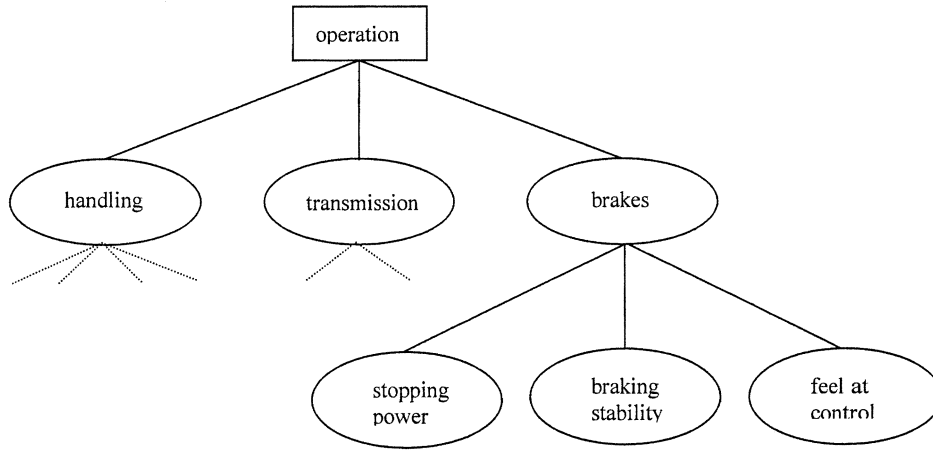 operation
handling
transmission
brakes
stopping
power
braking
stability
feel at
control